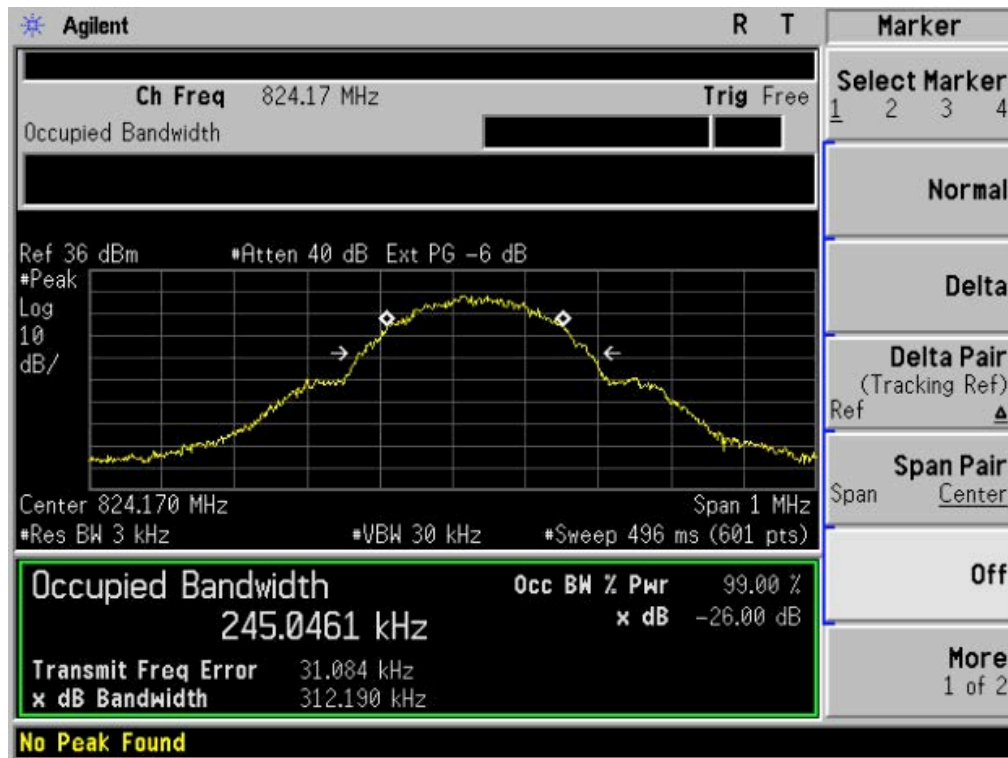 Agilent R T
Ch Freq 824.17 MHz Trig Free
Occupied Bandwidth
Ref 36 dBm #Atten 40 dB Ext PG -6 dB
#Peak
Log
10
dB/
Center 824.170 MHz Span 1 MHz
#Res BW 3 kHz #VBW 30 kHz #Sweep 496 ms (601 pts)
Occupied Bandwidth Occ BW % Pwr 99.00 %
245.0461 kHz x dB -26.00 dB
Transmit Freq Error 31.084 kHz
x dB Bandwidth 312.190 kHz
No Peak Found
Marker
Select Marker
1 2 3 4
Normal
Delta
Delta Pair
(Tracking Ref)
Ref Δ
Span Pair
Span Center
Off
More
1 of 2